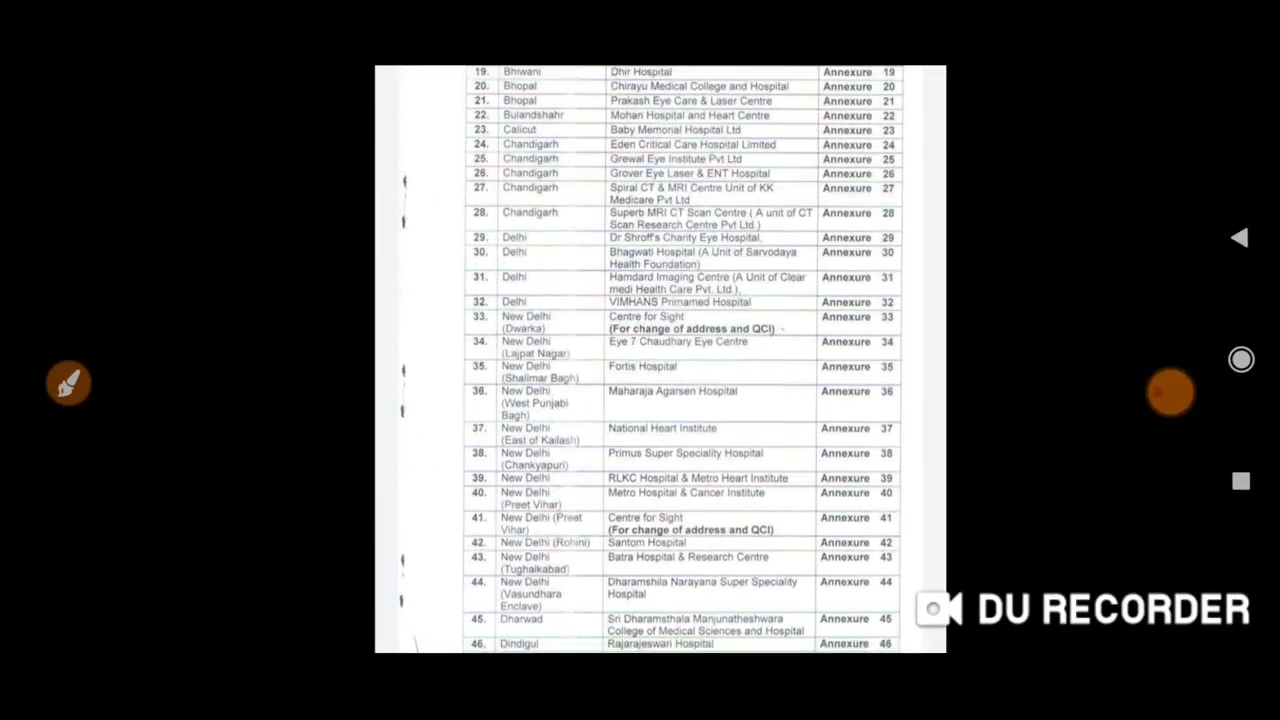 19. Bhiwani Dhir Hospital Annexure 19
20. Bhopal Chirayu Medical College and Hospital Annexure 20
21. Bhopal Prakash Eye Care & Laser Centre Annexure 21
22. Bulandshahr Mohan Hospital and Heart Centre Annexure 22
23. Calicut Baby Memorial Hospital Ltd Annexure 23
24. Chandigarh Eden Critical Care Hospital Limited Annexure 24
25. Chandigarh Grewal Eye Institute Pvt Ltd Annexure 25
26. Chandigarh Grover Eye Laser & ENT Hospital Annexure 26
27. Chandigarh Spiral CT & MRI Centre Unit of KK Annexure 27
Medicare Pvt Ltd
28. Chandigarh Superb MRI CT Scan Centre ( A unit of CT Annexure 28
Scan Research Centre Pvt Ltd.)
29. Delhi Dr Shroff's Charity Eye Hospital, Annexure 29
30. Delhi Bhagwati Hospital (A Unit of Sarvodaya Annexure 30
Health Foundation)
31. Delhi Hamdard Imaging Centre (A Unit of Clear Annexure 31
medi Health Care Pvt. Ltd.),
32. Delhi VIMHANS Primamed Hospital Annexure 32
33. New Delhi Centre for Sight Annexure 33
(Dwarka) (For change of address and QCI)
34. New Delhi Eye 7 Chaudhary Eye Centre Annexure 34
(Lajpat Nagar)
35. New Delhi Fortis Hospital Annexure 35
(Shalimar Bagh)
36. New Delhi Maharaja Agarsen Hospital Annexure 36
(West Punjabi
Bagh)
37. New Delhi National Heart Institute Annexure 37
(East of Kailash)
38. New Delhi Primus Super Speciality Hospital Annexure 38
(Chankyapuri)
39. New Delhi RLKC Hospital & Metro Heart Institute Annexure 39
40. New Delhi Metro Hospital & Cancer Institute Annexure 40
(Preet Vihar)
41. New Delhi (Preet Centre for Sight Annexure 41
Vihar) (For change of address and QCI)
42. New Delhi (Rohini) Santom Hospital Annexure 42
43. New Delhi Batra Hospital & Research Centre Annexure 43
(Tughalkabad)
44. New Delhi Dharamshila Narayana Super Speciality Annexure 44
(Vasundhara Hospital
Enclave)
45. Dharwad Sri Dharamsthala Manjunatheshwara Annexure 45
College of Medical Sciences and Hospital
46. Dindigul Rajarajeswari Hospital Annexure 46
DU RECORDER